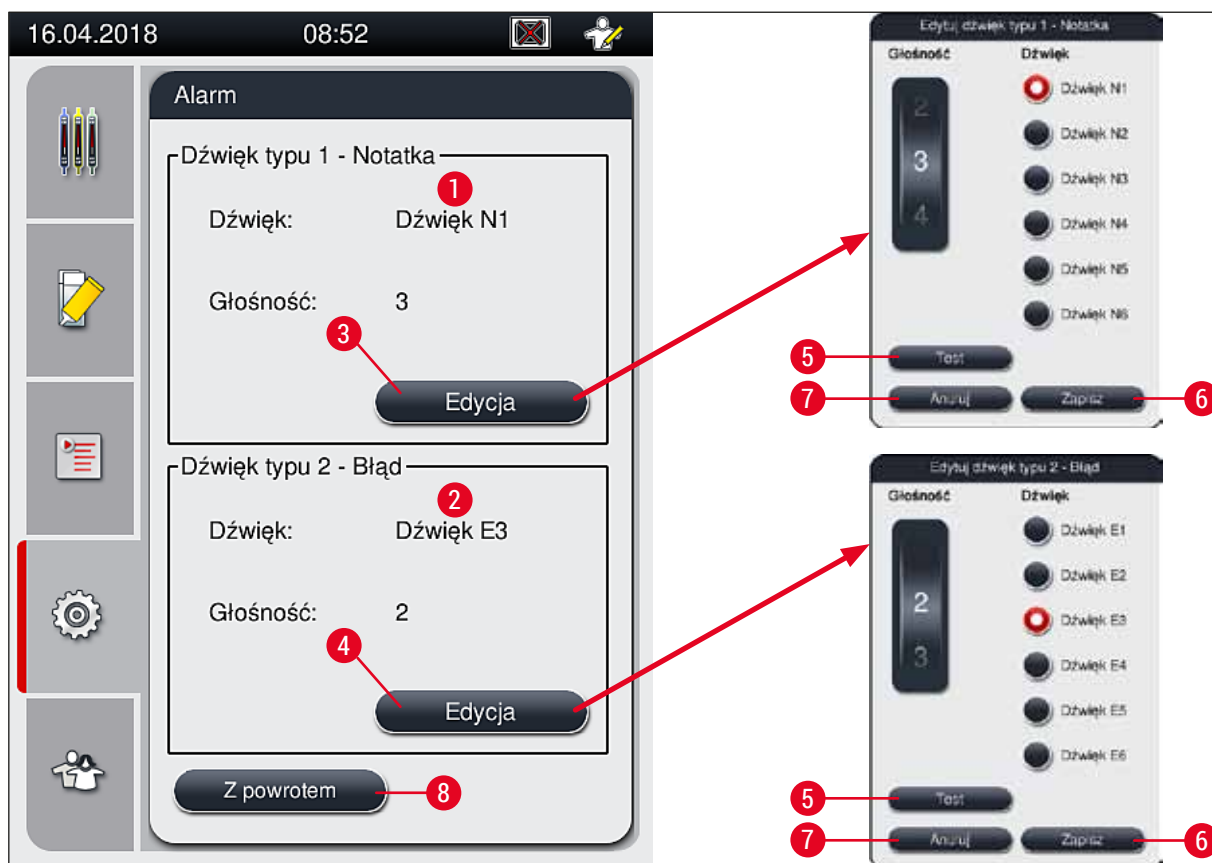 16.04.2018 08:52
Alarm
Dźwięk typu 1 - Notatka
1
Dźwięk: Dźwięk N1
Głośność: 3
3
Edycja
Dźwięk typu 2 - Błąd
2
Dźwięk: Dźwięk E3
Głośność: 2
4
Edycja
Z powrotem 8
Edytuj dźwięk typu 1 - Notatka
Głośność Dźwięk
2
3
4
Dźwięk N1
Dźwięk N2
Dźwięk N3
Dźwięk N4
Dźwięk N5
Dźwięk N6
5 Test
7 Anuluj Zapisz 6
Edytuj dźwięk typu 2 - Błąd
Głośność Dźwięk
2
3
Dźwięk E1
Dźwięk E2
Dźwięk E3
Dźwięk E4
Dźwięk E5
Dźwięk E6
5 Test
7 Anuluj Zapisz 6